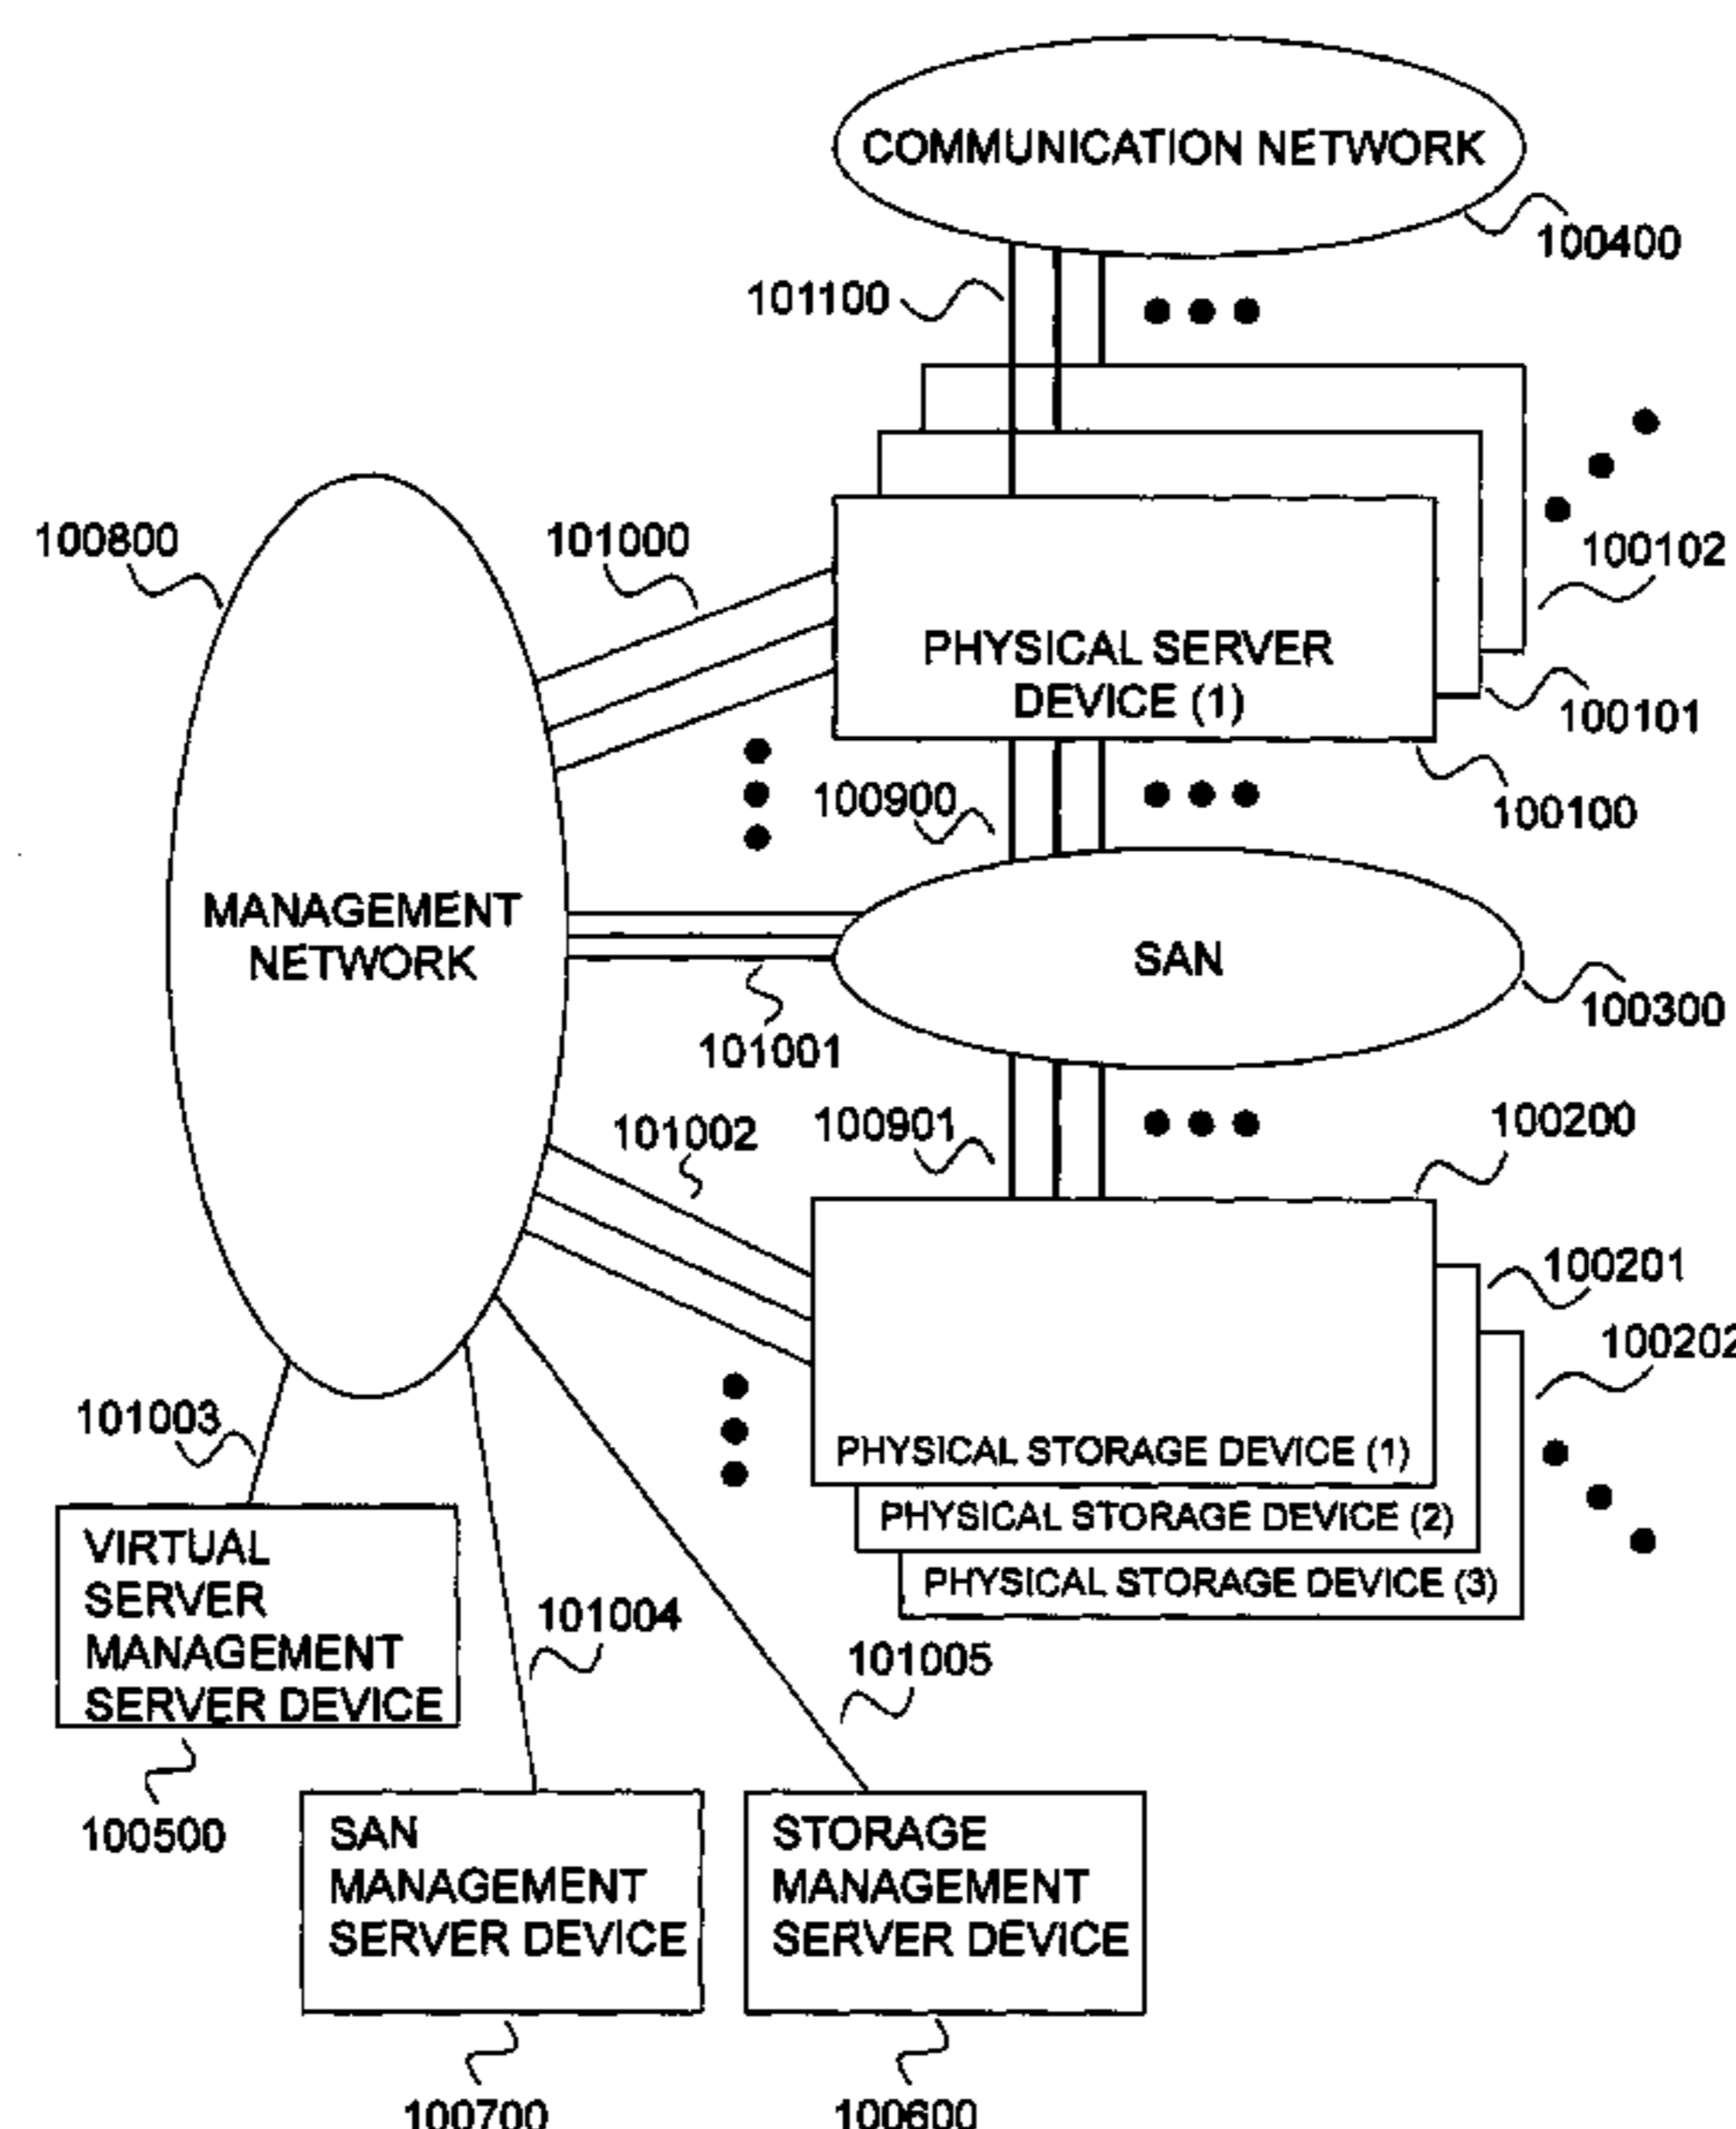 COMMUNICATION NETWORK
100400
101100
100800
101000
100102
PHYSICAL SERVER
DEVICE (1)
100101
100900
100100
MANAGEMENT
NETWORK
SAN
100300
101001
101002
100901
100200
100201
100202
101003
PHYSICAL STORAGE DEVICE (1)
PHYSICAL STORAGE DEVICE (2)
PHYSICAL STORAGE DEVICE (3)
VIRTUAL
SERVER
MANAGEMENT
SERVER DEVICE
101004
101005
100500
SAN
MANAGEMENT
SERVER DEVICE
STORAGE
MANAGEMENT
SERVER DEVICE
100700
100600